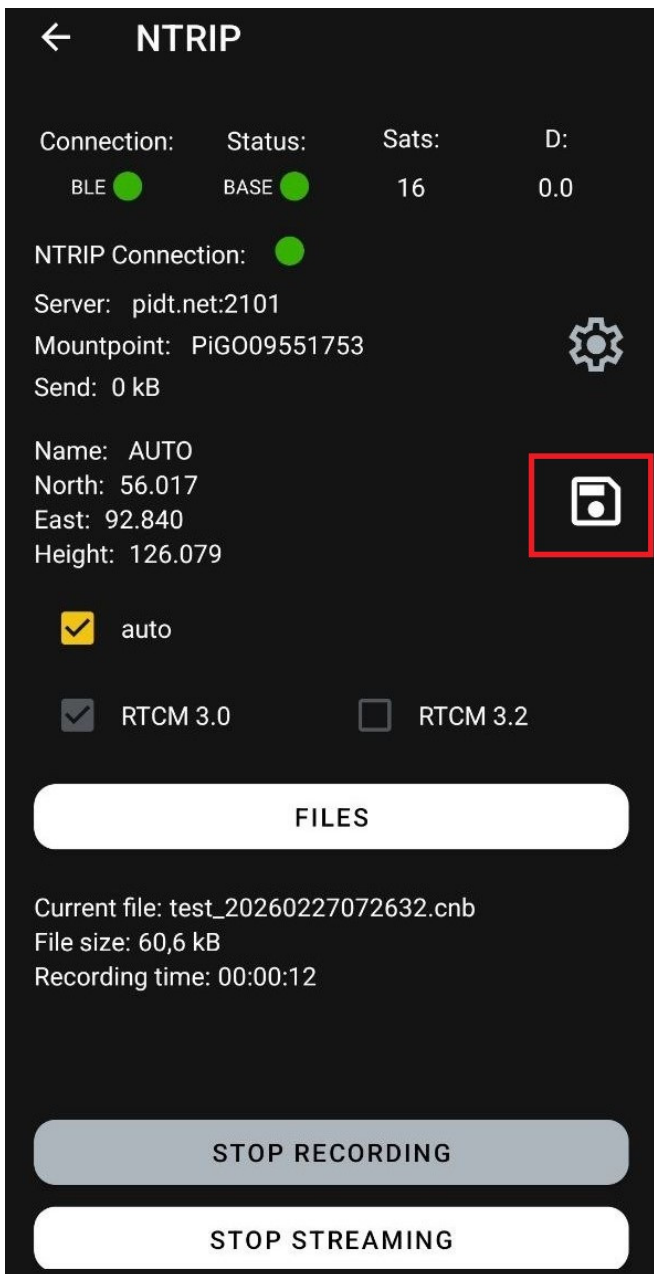 NTRIP
Connection: Status: Sats: D:
BLE BASE 16 0.0
NTRIP Connection:
Server: pidt.net:2101
Mountpoint: PiGO09551753
Send: 0 kB
Name: AUTO
North: 56.017
East: 92.840
Height: 126.079
auto
RTCM 3.0 RTCM 3.2
FILES
Current file: test_20260227072632.cnb
File size: 60,6 kB
Recording time: 00:00:12
STOP RECORDING
STOP STREAMING